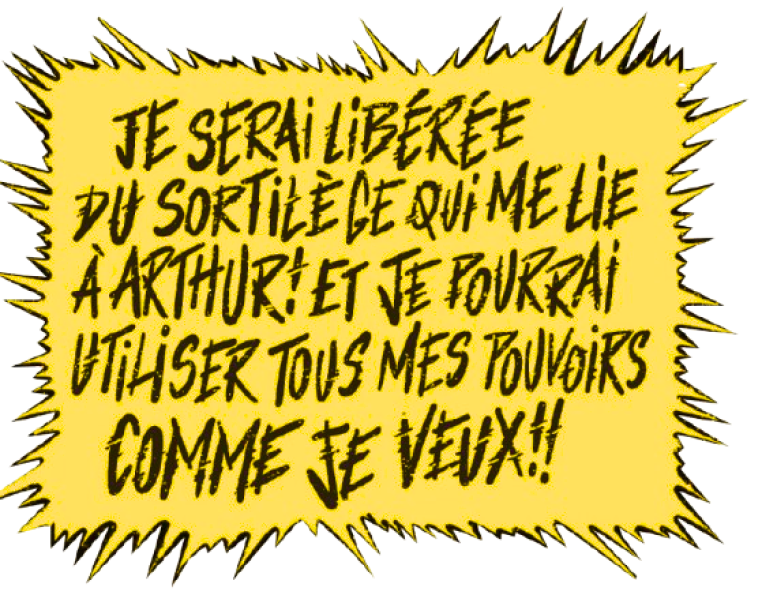 JE SERAI LIBÉRÉE
DU SORTILÈGE QUI ME LIE
À ARTHUR! ET JE POURRAI
UTILISER TOUS MES POUVOIRS
COMME JE VEUX!!